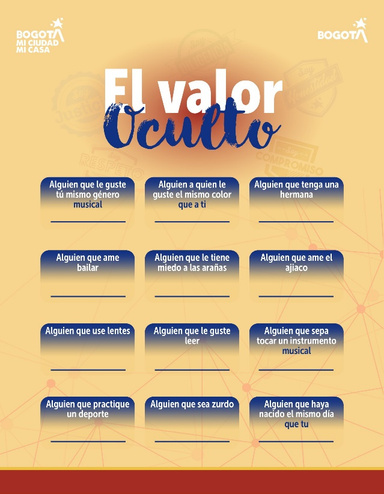 BOGOTÁ
MI CIUDAD
MI CASA
BOGOTÁ
El valor
Oculto
Alguien que le guste
tú mismo género
musical
Alguien a quien le
guste el mismo color
que a ti
Alguien que tenga una
hermana
Alguien que ame
bailar
Alguien que le tiene
miedo a las arañas
Alguien que ame el
ajiaco
Alguien que use lentes
Alguien que le guste
leer
Alguien que sepa
tocar un instrumento
musical
Alguien que practique
un deporte
Alguien que sea zurdo
Alguien que haya
nacido el mismo día
que tu